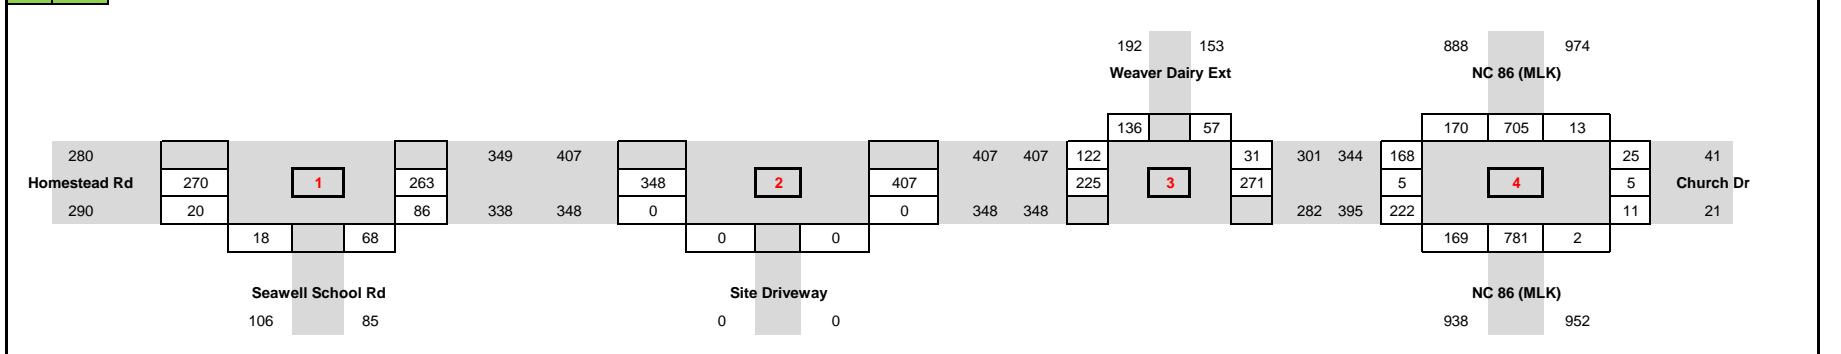 192 153 888 974
Weaver Dairy Ext NC 86 (MLK)
136 57 170 705 13
280 349 407 407 407 122 31 301 344 168 25 41
Homestead Rd 270 1 263 348 2 407 225 3 271 5 4 5 Church Dr
290 20 86 338 348 0 0 348 348 282 395 222 11 21
18 68 0 0 169 781 2
Seawell School Rd Site Driveway NC 86 (MLK)
106 85 0 0 938 952